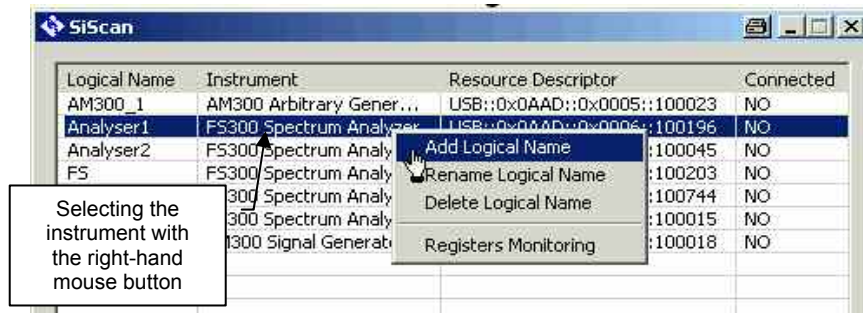 SiScan
Logical Name Instrument Resource Descriptor Connected
AM300_1 AM300 Arbitrary Gener... USB::0x0AAD::0x0005::100023 NO
Analyser1 FS300 Spectrum Analyzer USB::0x0AAD::0x0006::100196 NO
Analyser2 FS300 Spectrum Analy :100045 NO
FS FS300 Spectrum Analy :100203 NO
300 Spectrum Analy :100744 NO
300 Spectrum Analy :100015 NO
300 Signal Generat :100018 NO
Add Logical Name
Rename Logical Name
Delete Logical Name
Registers Monitoring
Selecting the
instrument with
the right-hand
mouse button